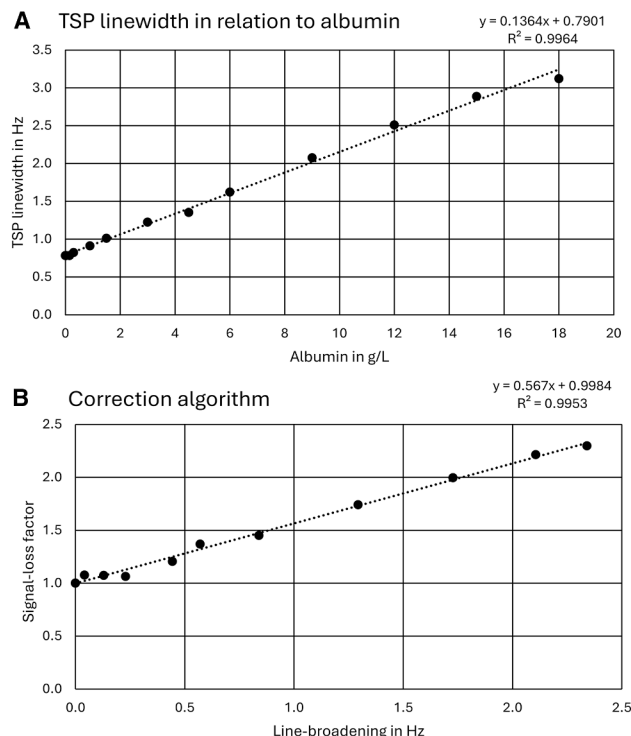 A TSP linewidth in relation to albumin
y = 0.1364x + 0.7901
R² = 0.9964
3.5
3.0
2.5
2.0
1.5
1.0
0.5
0.0
TSP linewidth in Hz
0 2 4 6 8 10 12 14 16 18 20
Albumin in g/L
B Correction algorithm
y = 0.567x + 0.9984
R² = 0.9953
2.5
2.0
1.5
1.0
0.5
0.0
Signal-loss factor
0.0 0.5 1.0 1.5 2.0 2.5
Line-broadening in Hz